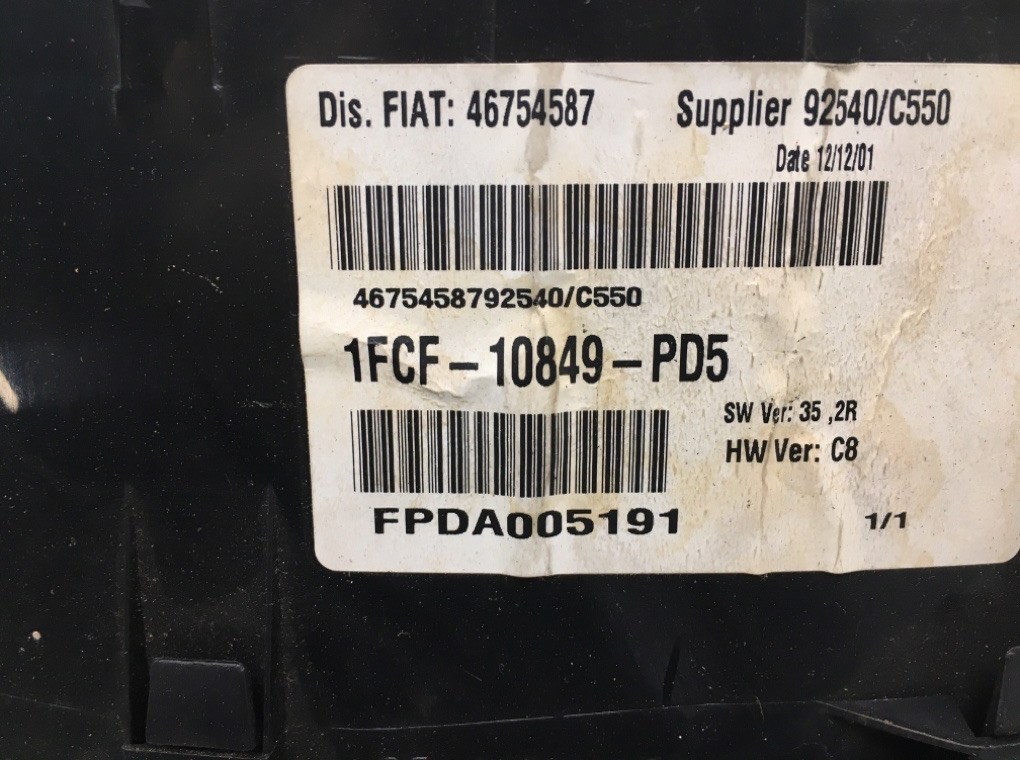 Dis. FIAT: 46754587 Supplier 92540/C550
Date 12/12/01
4675458792540/C550
1FCF-10849-PD5
SW Ver: 35 ,2R
HW Ver: C8
FPDA005191 1/1